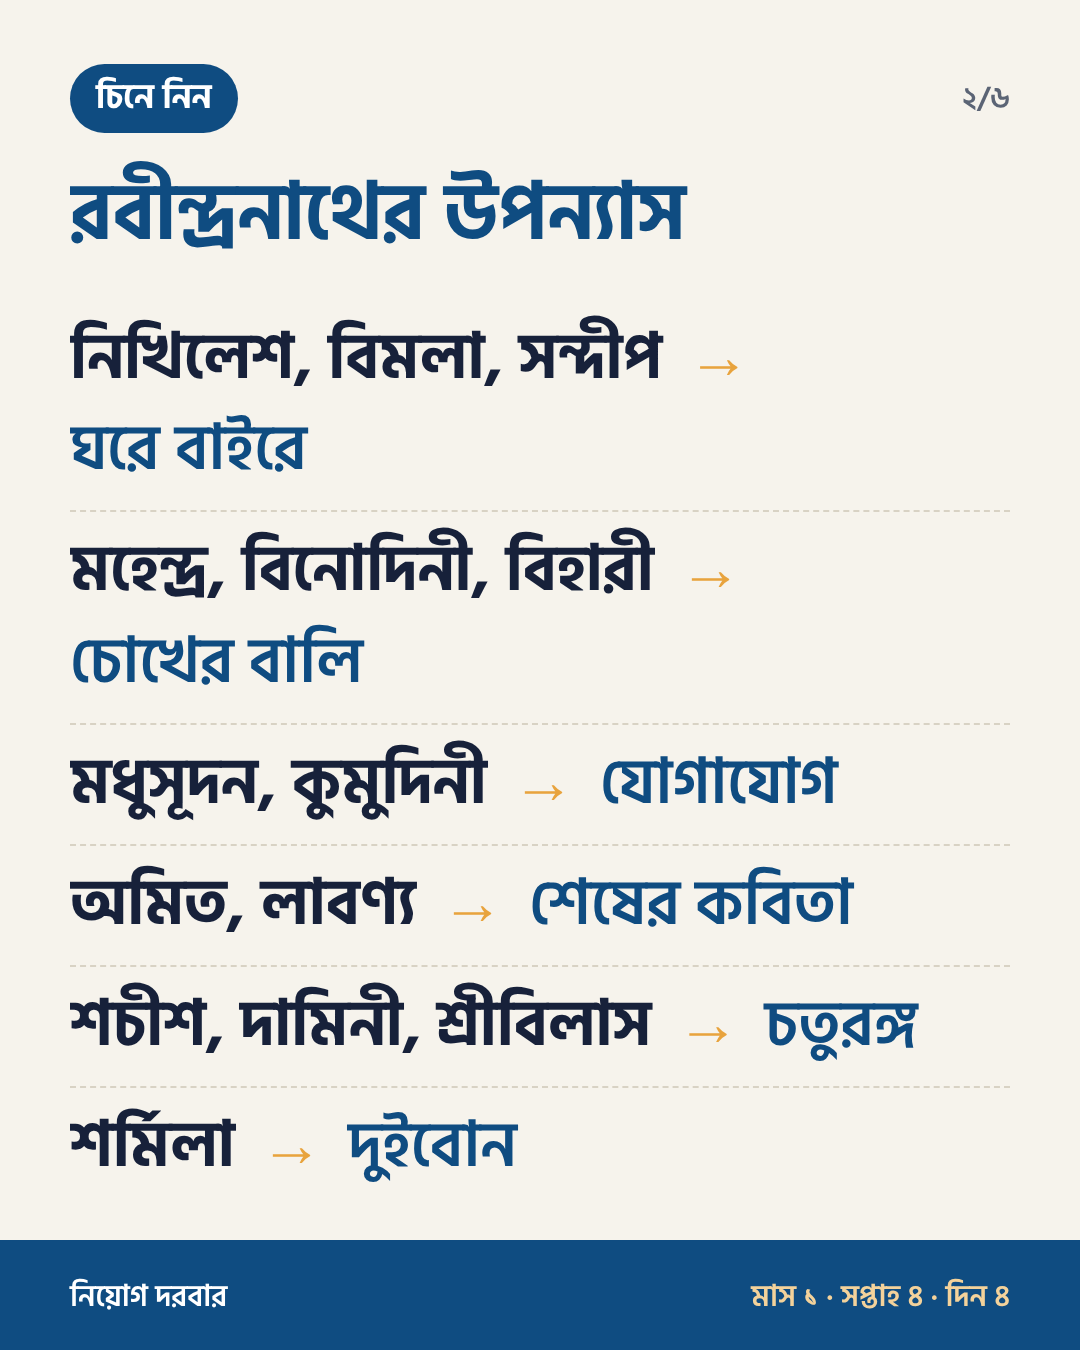 চিনে নিন
২/৬
রবীন্দ্রনাথের উপন্যাস
নিখিলেশ, বিমলা, সন্দীপ →
ঘরে বাইরে
মহেন্দ্র, বিনোদিনী, বিহারী →
চোখের বালি
মধুসূদন, কুমুদিনী → যোগাযোগ
অমিত, লাবণ্য → শেষের কবিতা
শচীশ, দামিনী, শ্রীবিলাস → চতুরঙ্গ
শর্মিলা → দুইবোন
নিয়োগ দরবার
মাস ১ · সপ্তাহ ৪ · দিন ৪